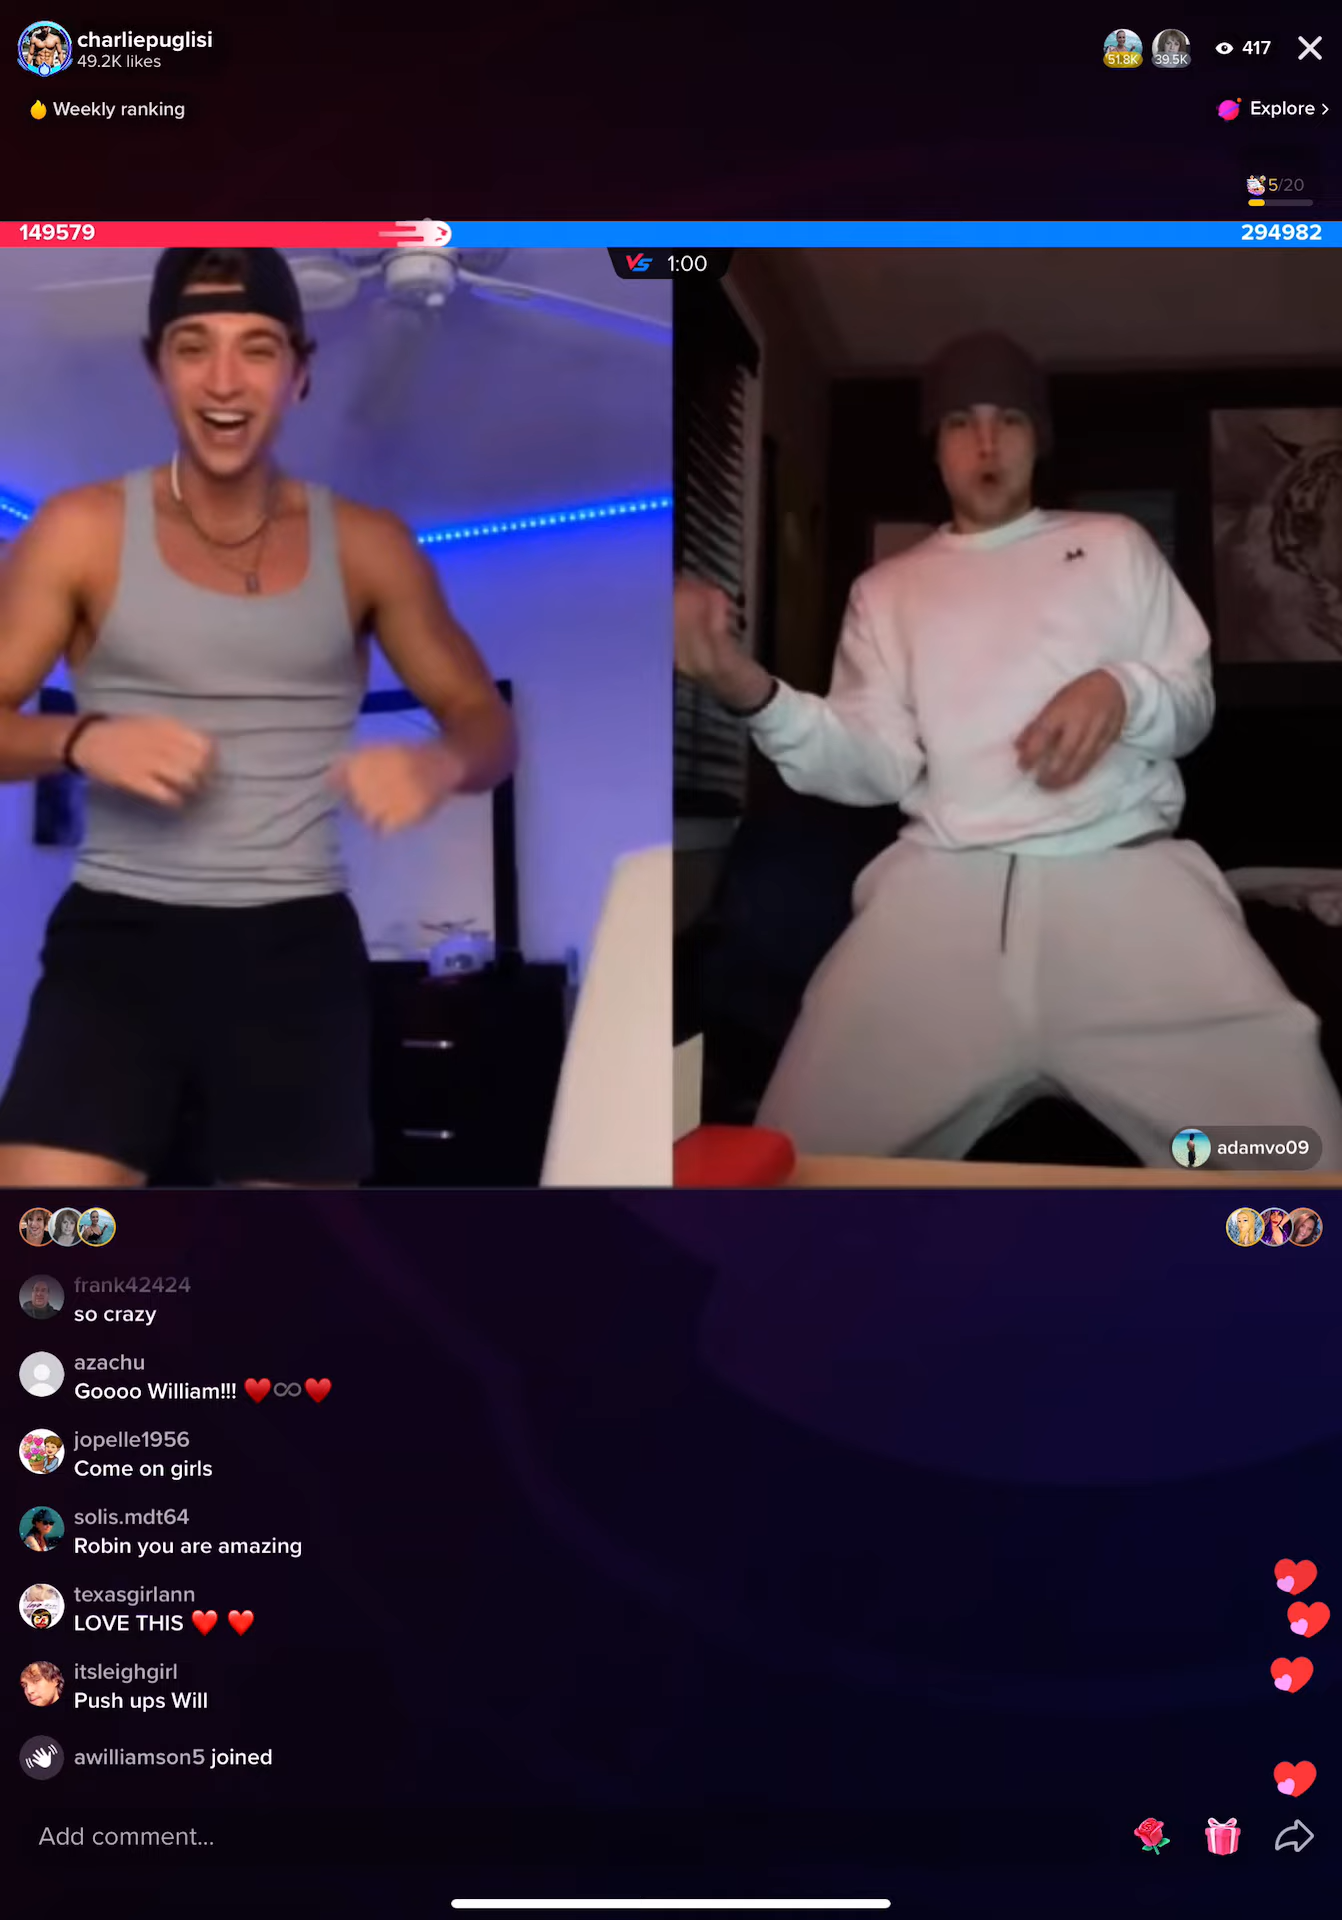 charliepuglisi
49.2K likes
51.8K
39.5K
417
Weekly ranking
Explore >
5/20
149579
294982
VS 1:00
adamvo09
frank42424
so crazy
azachu
Goooo William!!! ❤️∞❤️
jopelle1956
Come on girls
solis.mdt64
Robin you are amazing
texasgirlann
LOVE THIS ❤️ ❤️
itsleighgirl
Push ups Will
awilliamson5 joined
Add comment...